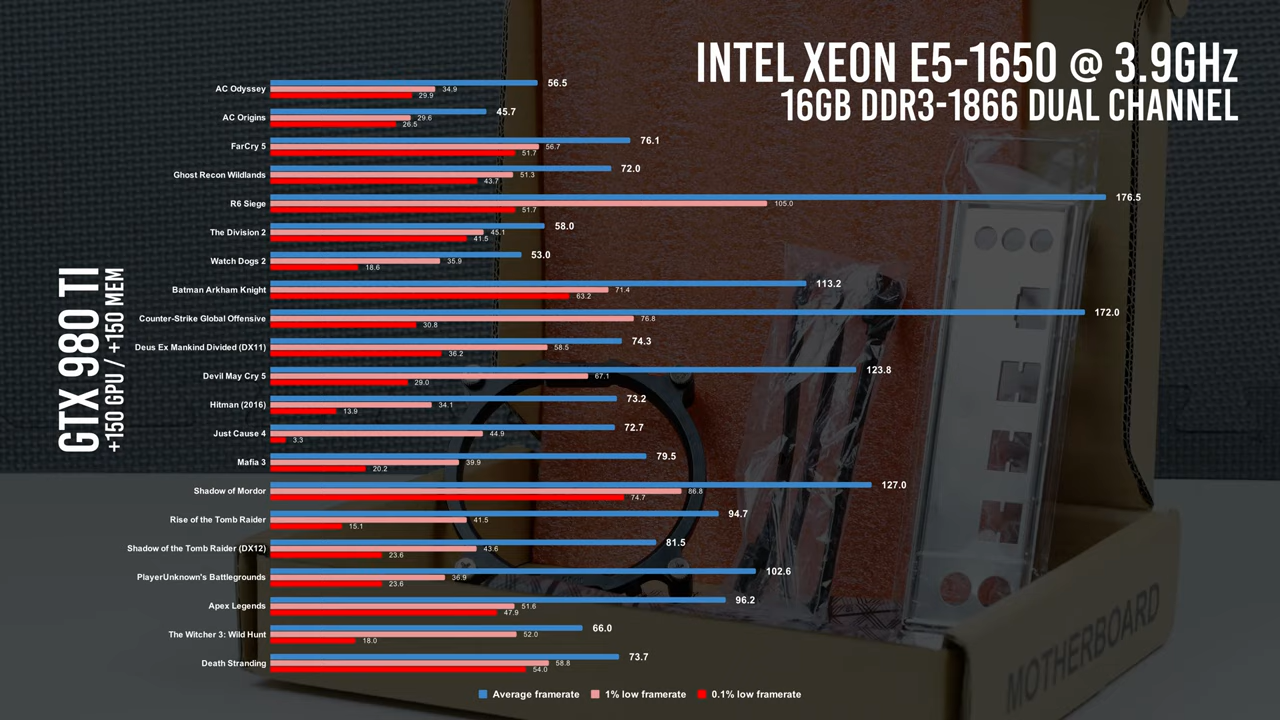 INTEL XEON E5-1650 @ 3.9GHz
16GB DDR3-1866 DUAL CHANNEL
GTX 980 TI
+150 GPU / +150 MEM
AC Odyssey 56.5 34.9 29.9
AC Origins 45.7 29.6 26.5
FarCry 5 76.1 56.7 51.7
Ghost Recon Wildlands 72.0 51.3 43.7
R6 Siege 176.5 105.0 51.7
The Division 2 58.0 45.1 41.5
Watch Dogs 2 53.0 35.9 18.6
Batman Arkham Knight 113.2 71.4 63.2
Counter-Strike Global Offensive 172.0 76.8 30.8
Deus Ex Mankind Divided (DX11) 74.3 58.5 36.2
Devil May Cry 5 123.8 67.1 29.0
Hitman (2016) 73.2 34.1 13.9
Just Cause 4 72.7 44.9 3.3
Mafia 3 79.5 39.9 20.2
Shadow of Mordor 127.0 86.8 74.7
Rise of the Tomb Raider 94.7 41.5 15.1
Shadow of the Tomb Raider (DX12) 81.5 43.6 23.6
PlayerUnknown's Battlegrounds 102.6 36.9 23.6
Apex Legends 96.2 51.6 47.9
The Witcher 3: Wild Hunt 66.0 52.0 18.0
Death Stranding 73.7 58.8 54.0
Average framerate 1% low framerate 0.1% low framerate
MOTHERBOARD